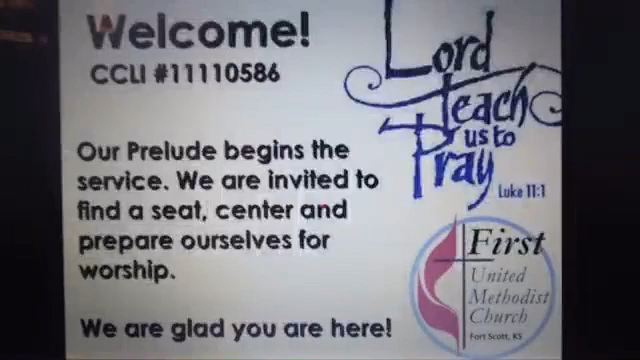 Welcome!
CCLI #11110586
Our Prelude begins the
service. We are invited to
find a seat, center and
prepare ourselves for
worship.
We are glad you are here!
Lord
Teach
us to
Pray
Luke 11:1
First
United
Methodist
Church
Fort Scott, KS